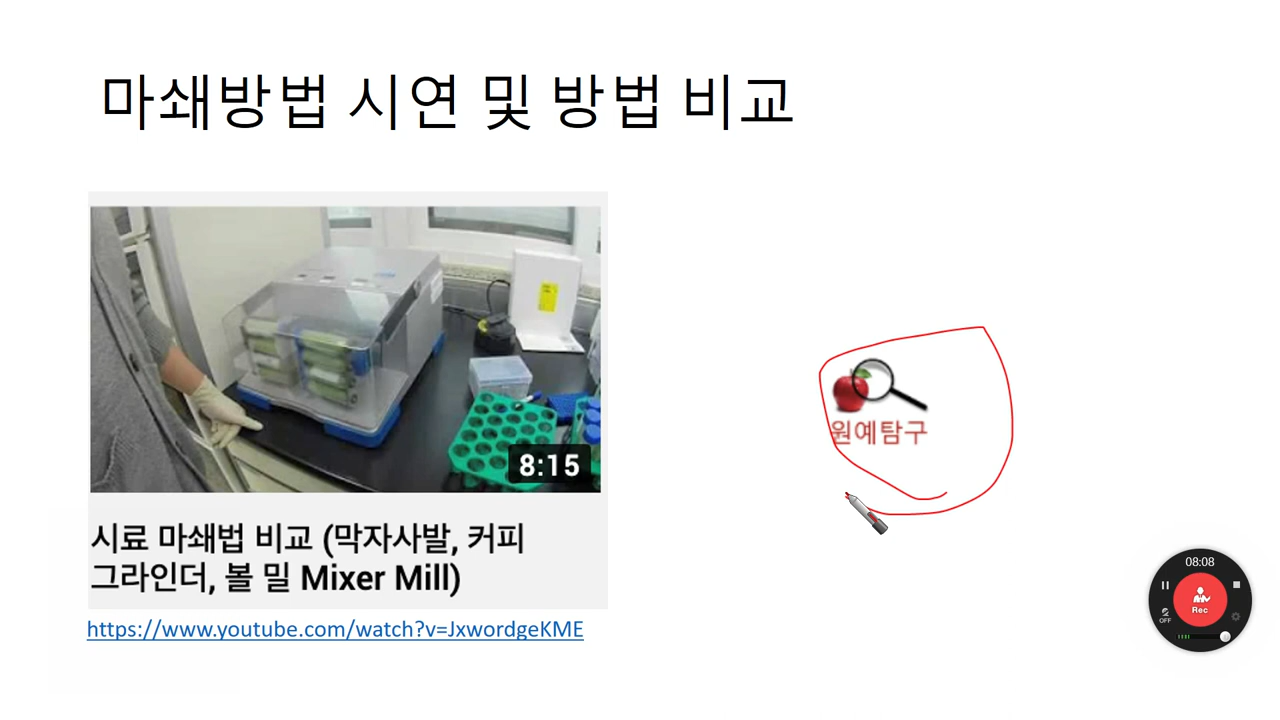 마쇄방법 시연 및 방법 비교
8:15
시료 마쇄법 비교 (막자사발, 커피
그라인더, 볼 밀 Mixer Mill)
https://www.youtube.com/watch?v=JxwordgeKME
원예탐구
08:08
Rec
OFF